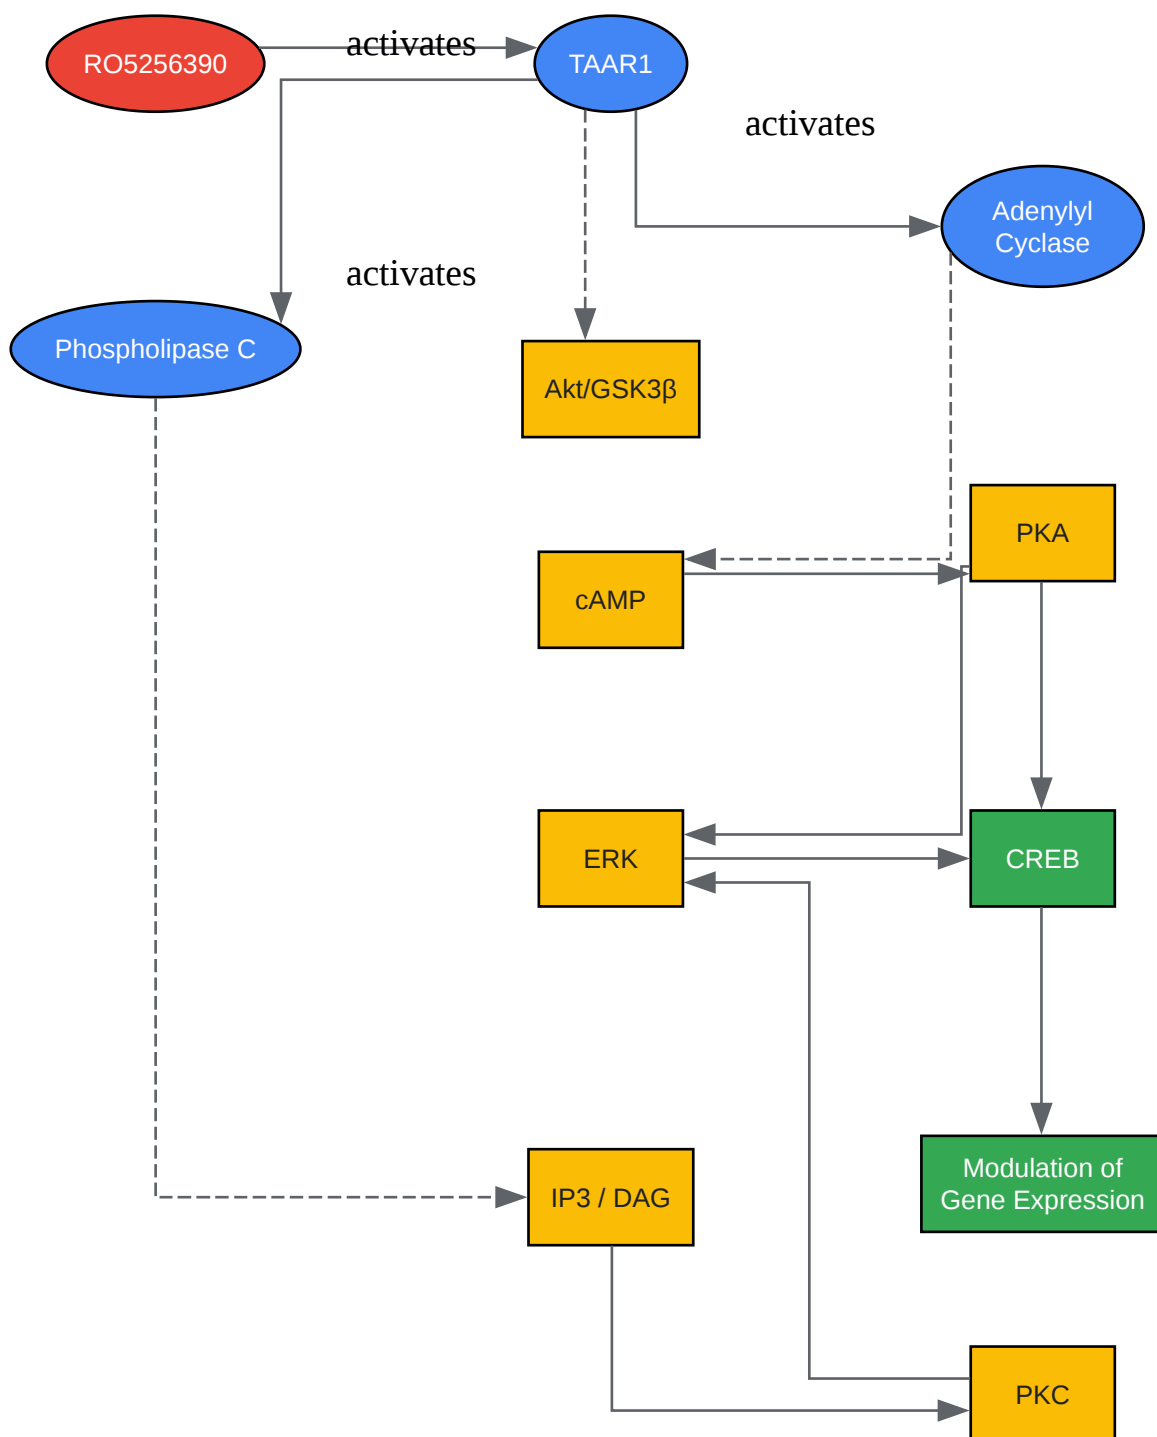 RO5256390
activates
TAAR1
activates
Adenylyl
Cyclase
activates
Phospholipase C
Akt/GSK3β
PKA
cAMP
ERK
CREB
Modulation of
Gene Expression
IP3 / DAG
PKC